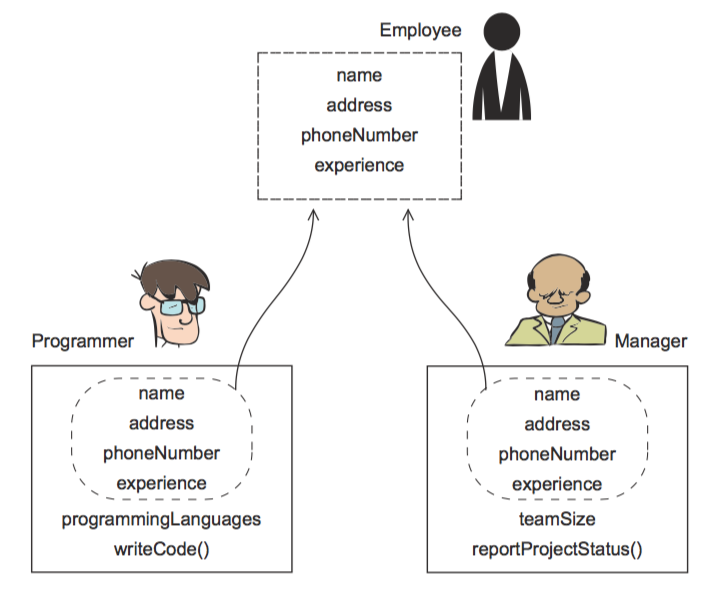 Employee
name
address
phoneNumber
experience
Programmer
name
address
phoneNumber
experience
programmingLanguages
writeCode()
Manager
name
address
phoneNumber
experience
teamSize
reportProjectStatus()